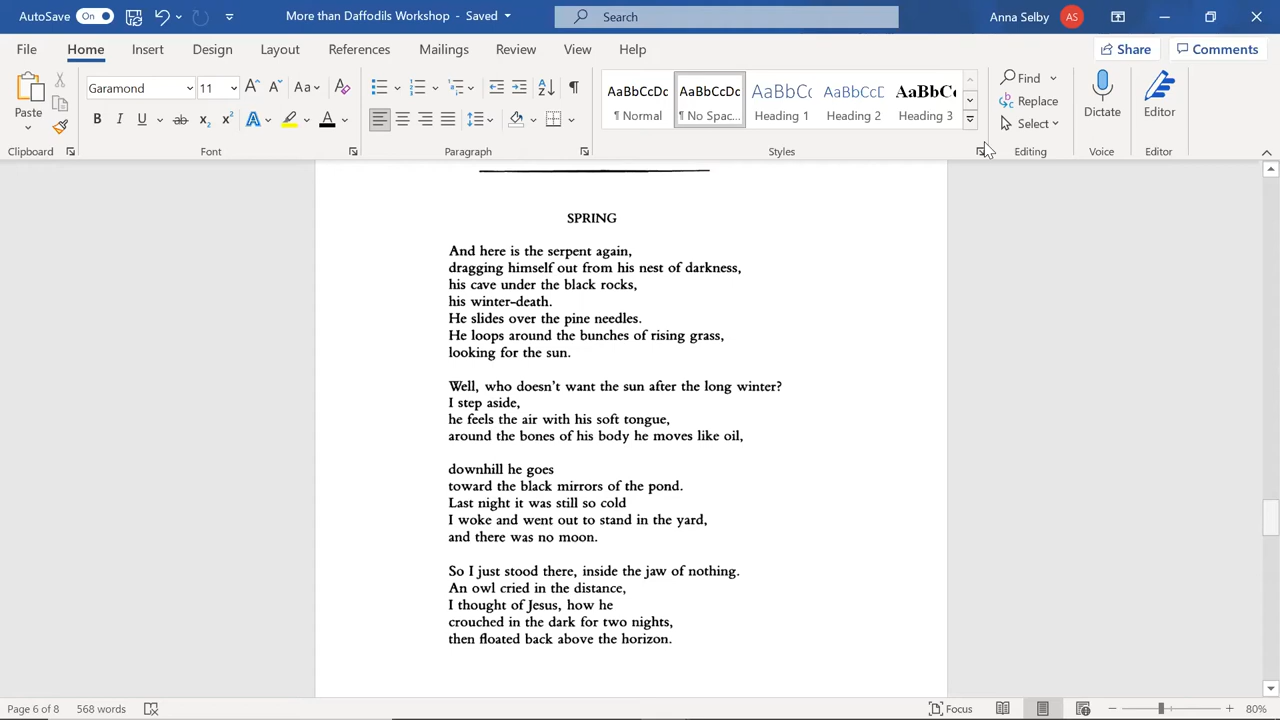 AutoSave On More than Daffodils Workshop - Saved Search Anna Selby AS
File Home Insert Design Layout References Mailings Review View Help Share Comments
Paste Garamond 11 Aa AaBbCcDc AaBbCcDc AaBbCc AaBbCcD AaBbCc Find Replace Select Dictate Editor
¶ Normal ¶ No Spac... Heading 1 Heading 2 Heading 3
Clipboard Font Paragraph Styles Editing Voice Editor
SPRING
And here is the serpent again,
dragging himself out from his nest of darkness,
his cave under the black rocks,
his winter-death.
He slides over the pine needles.
He loops around the bunches of rising grass,
looking for the sun.
Well, who doesn't want the sun after the long winter?
I step aside,
he feels the air with his soft tongue,
around the bones of his body he moves like oil,
downhill he goes
toward the black mirrors of the pond.
Last night it was still so cold
I woke and went out to stand in the yard,
and there was no moon.
So I just stood there, inside the jaw of nothing.
An owl cried in the distance,
I thought of Jesus, how he
crouched in the dark for two nights,
then floated back above the horizon.
Page 6 of 8 568 words Focus 80%